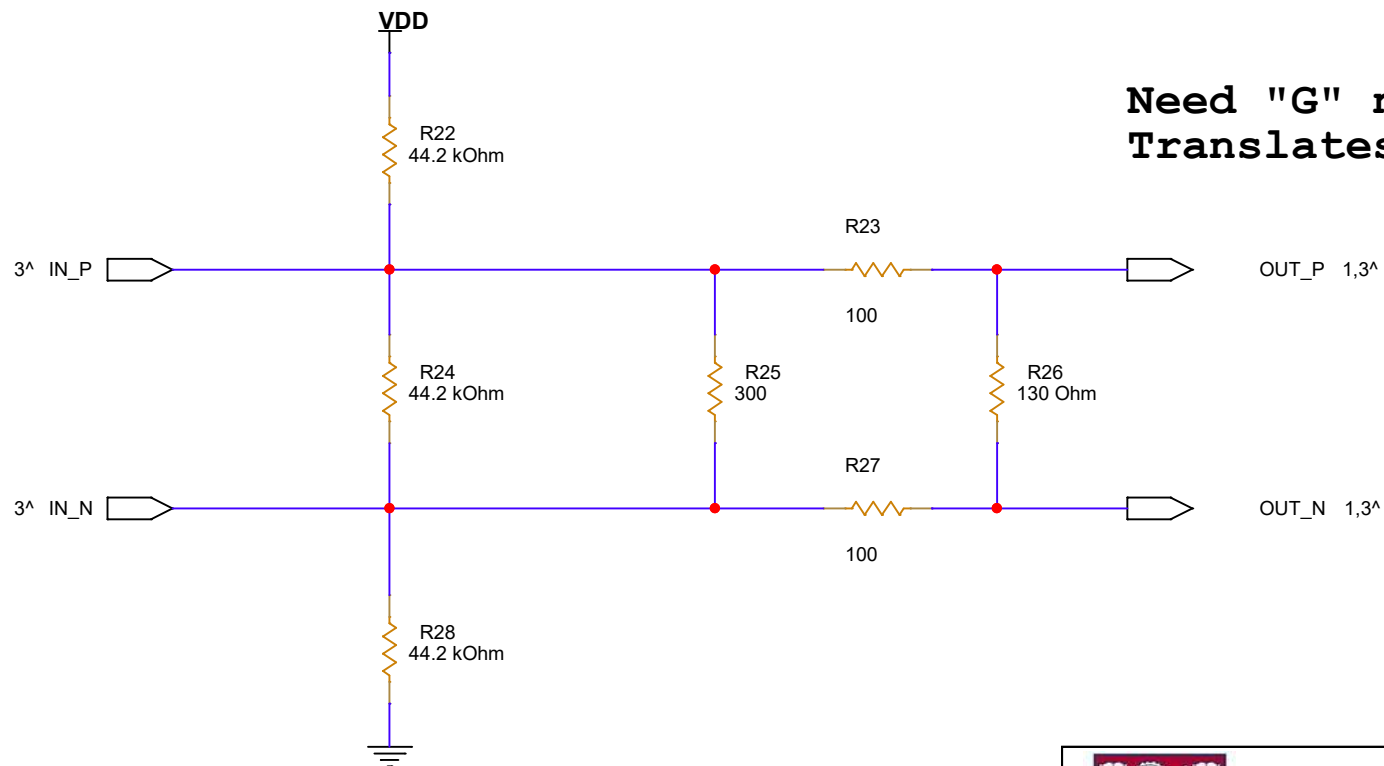 VDD
Need "G"
Translates
R22
44.2 kOhm
R23
3^ IN_P
OUT_P 1,3^
100
R24
44.2 kOhm
R25
300
R26
130 Ohm
R27
3^ IN_N
OUT_N 1,3^
100
R28
44.2 kOhm